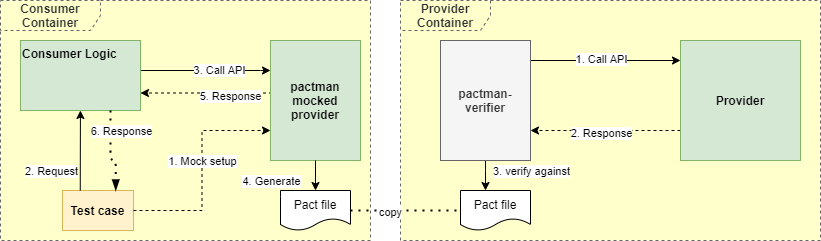 Consumer
Container
Consumer Logic
3. Call API
5. Response
pactman
mocked
provider
6. Response
1. Mock setup
2. Request
4. Generate
Test case
Pact file
copy
Provider
Container
pactman-
verifier
1. Call API
Provider
2. Response
3. verify against
Pact file